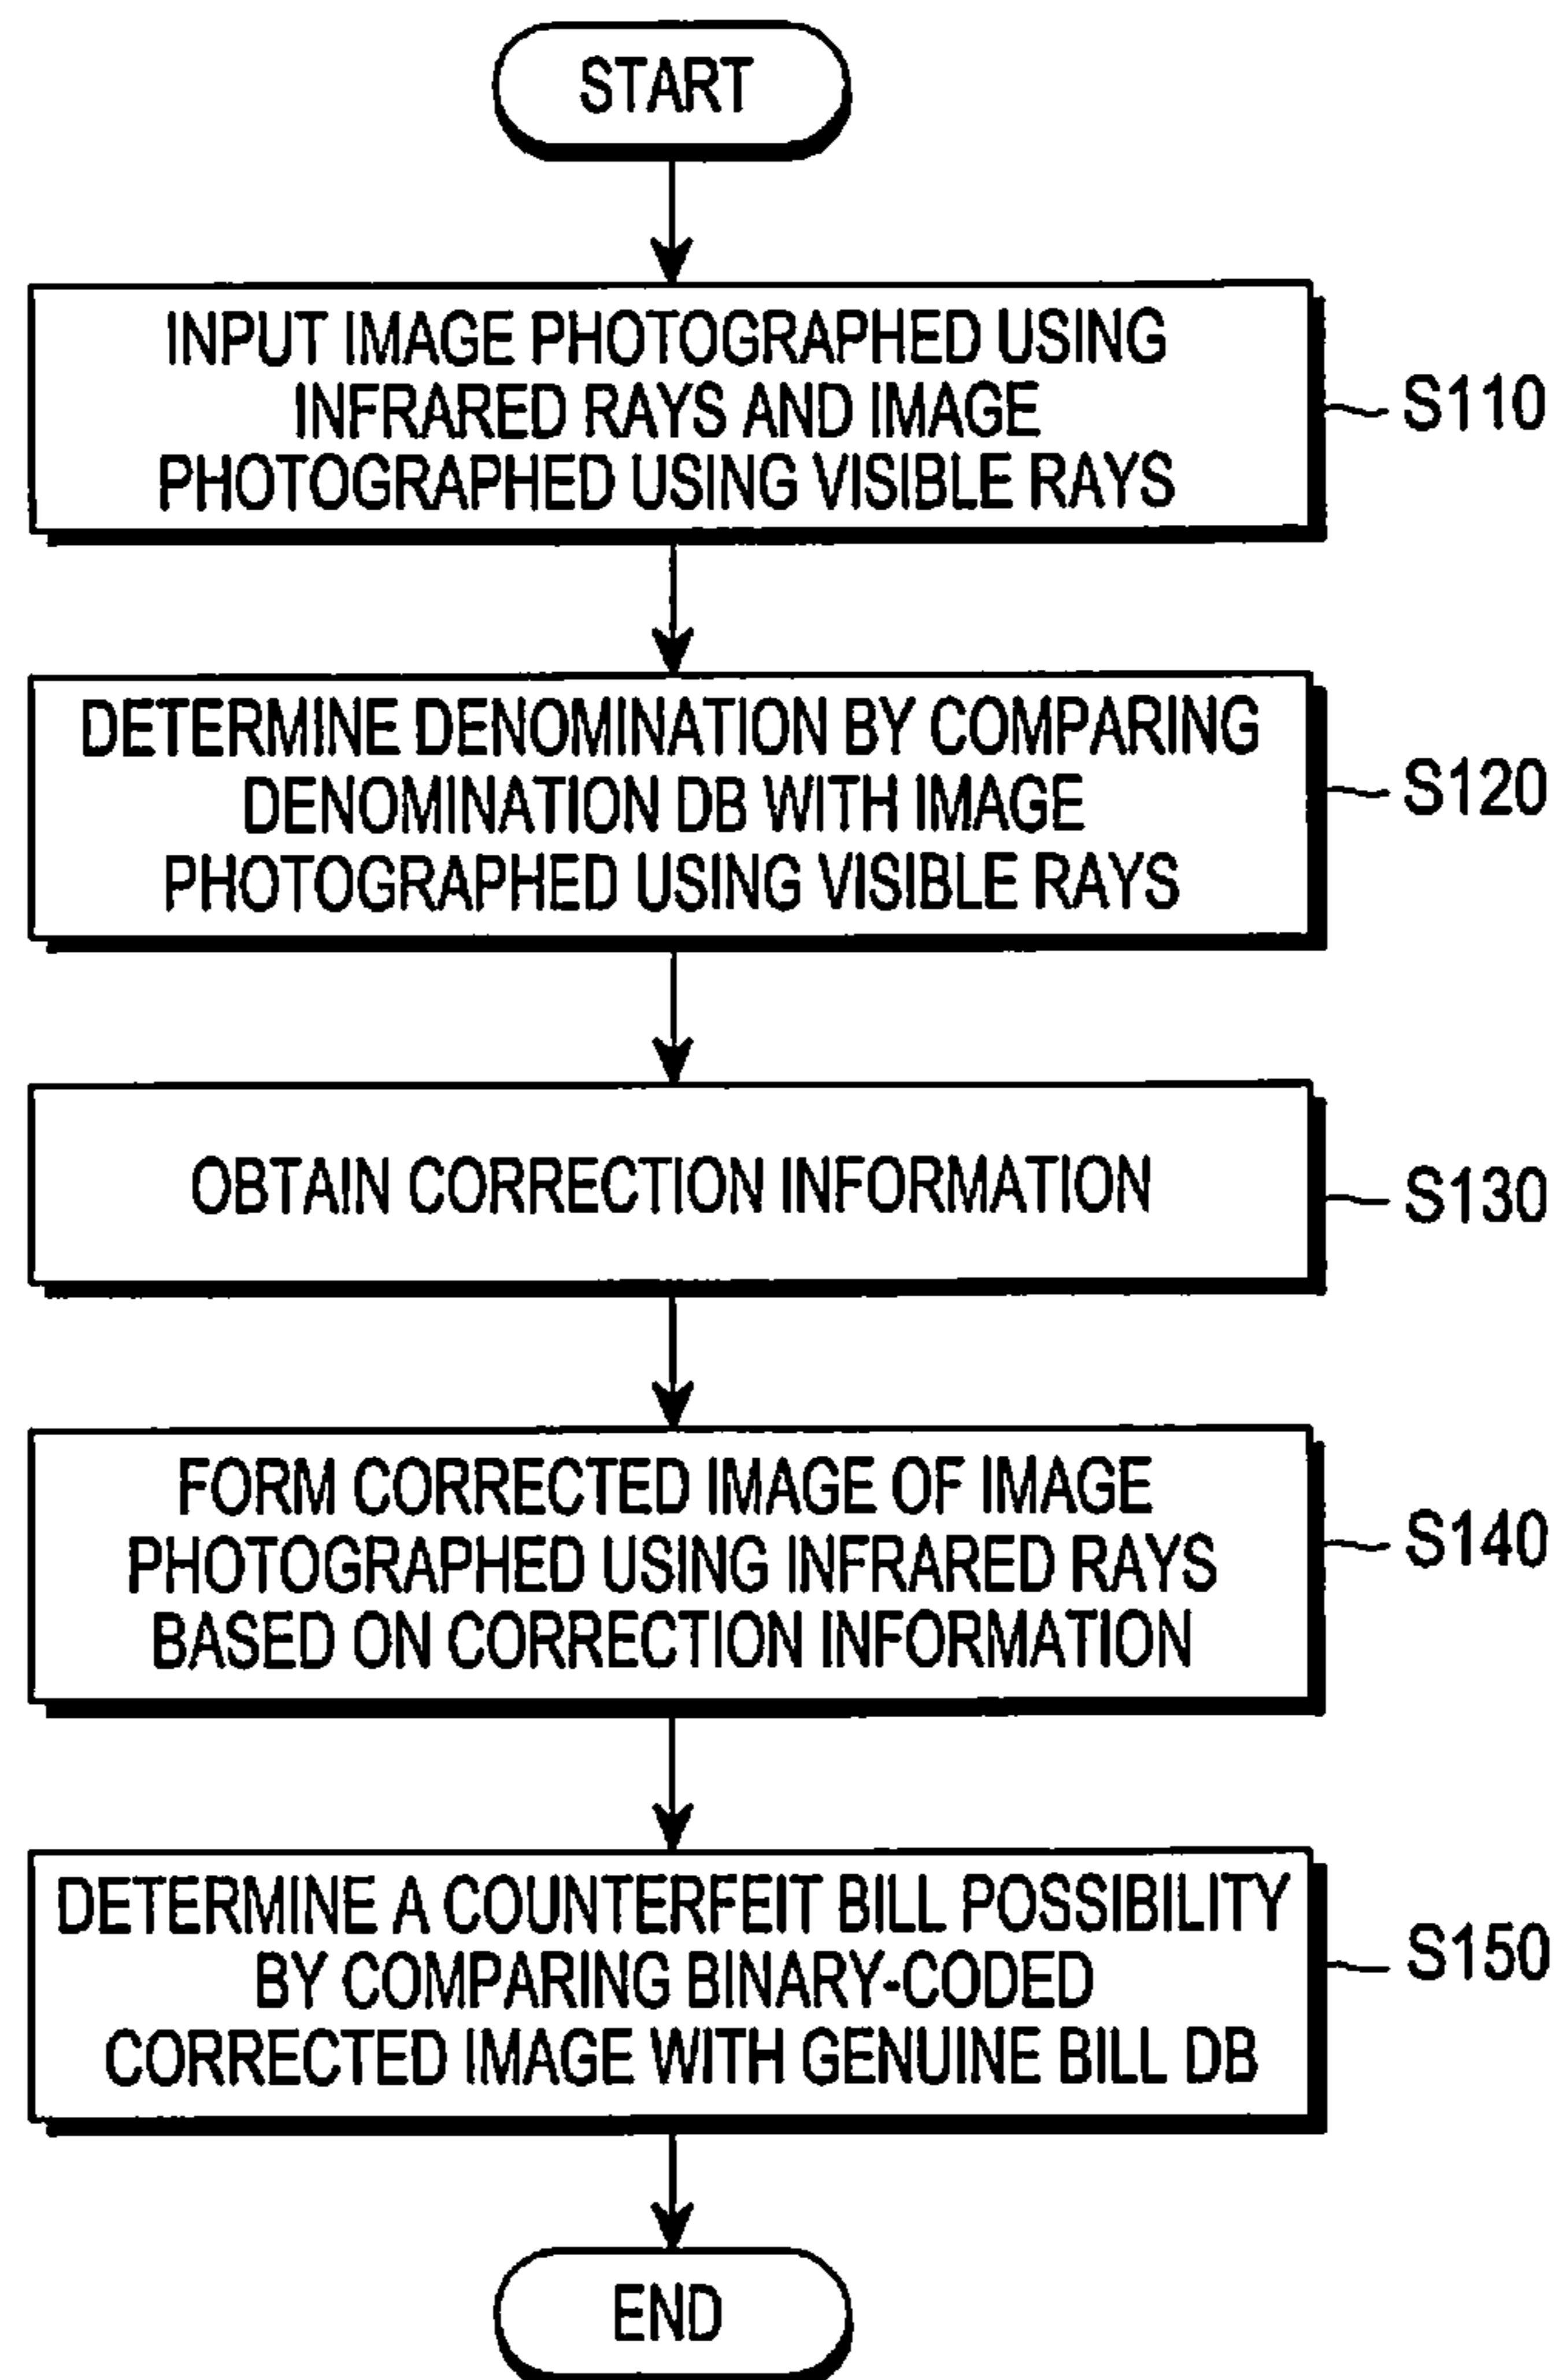 START
INPUT IMAGE PHOTOGRAPHED USING
INFRARED RAYS AND IMAGE
PHOTOGRAPHED USING VISIBLE RAYS
S110
DETERMINE DENOMINATION BY COMPARING
DENOMINATION DB WITH IMAGE
PHOTOGRAPHED USING VISIBLE RAYS
S120
OBTAIN CORRECTION INFORMATION
S130
FORM CORRECTED IMAGE OF IMAGE
PHOTOGRAPHED USING INFRARED RAYS
BASED ON CORRECTION INFORMATION
S140
DETERMINE A COUNTERFEIT BILL POSSIBILITY
BY COMPARING BINARY-CODED
CORRECTED IMAGE WITH GENUINE BILL DB
S150
END